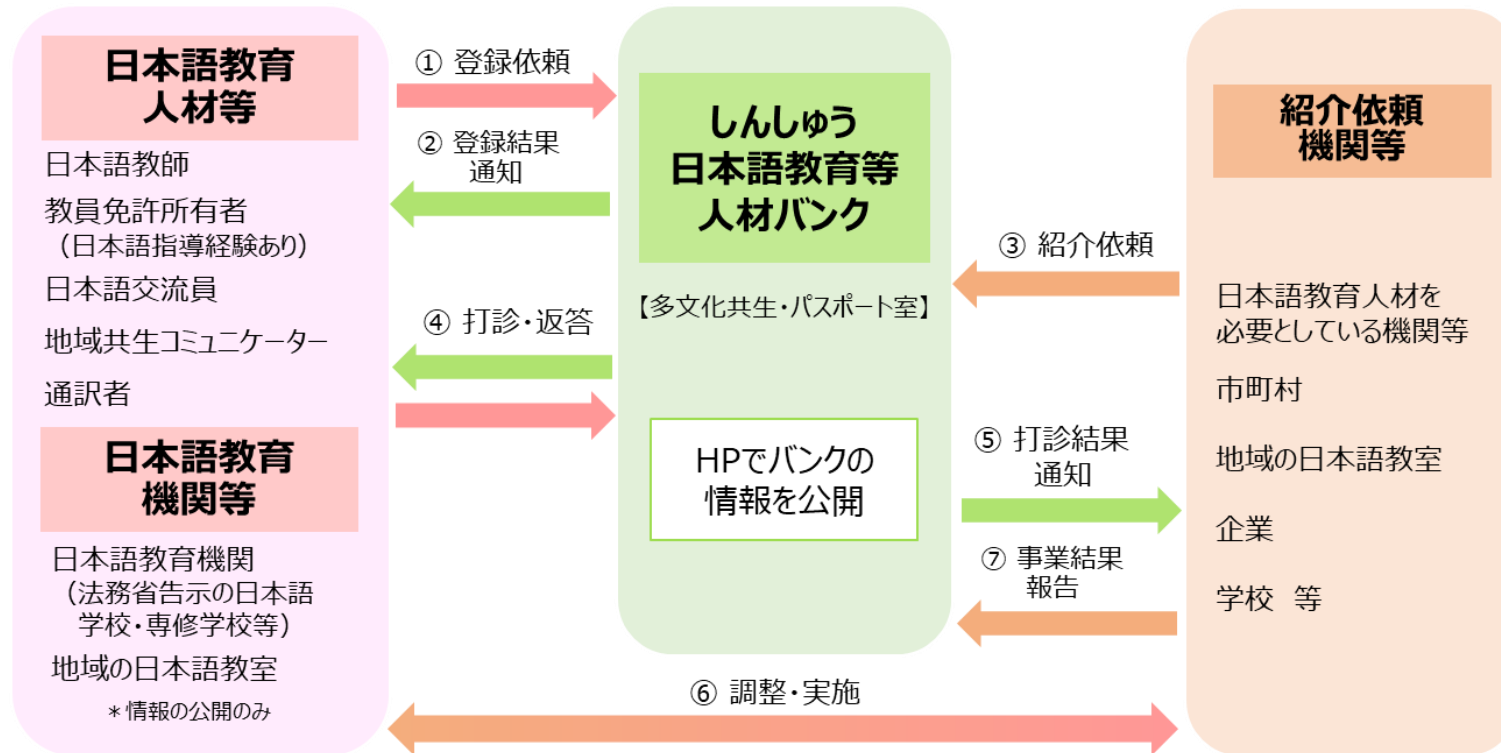 日本語教育
人材等
日本語教師
教員免許所有者
（日本語指導経験あり）
日本語交流員
地域共生コミュニケーター
通訳者
日本語教育
機関等
日本語教育機関
（法務省告示の日本語
学校・専修学校等）
地域の日本語教室
＊情報の公開のみ
① 登録依頼
② 登録結果
通知
④ 打診・返答
しんしゅう
日本語教育等
人材バンク
【多文化共生・パスポート室】
HPでバンクの
情報を公開
③ 紹介依頼
⑤ 打診結果
通知
⑦ 事業結果
報告
⑥ 調整・実施
紹介依頼
機関等
日本語教育人材を
必要としている機関等
市町村
地域の日本語教室
企業
学校 等